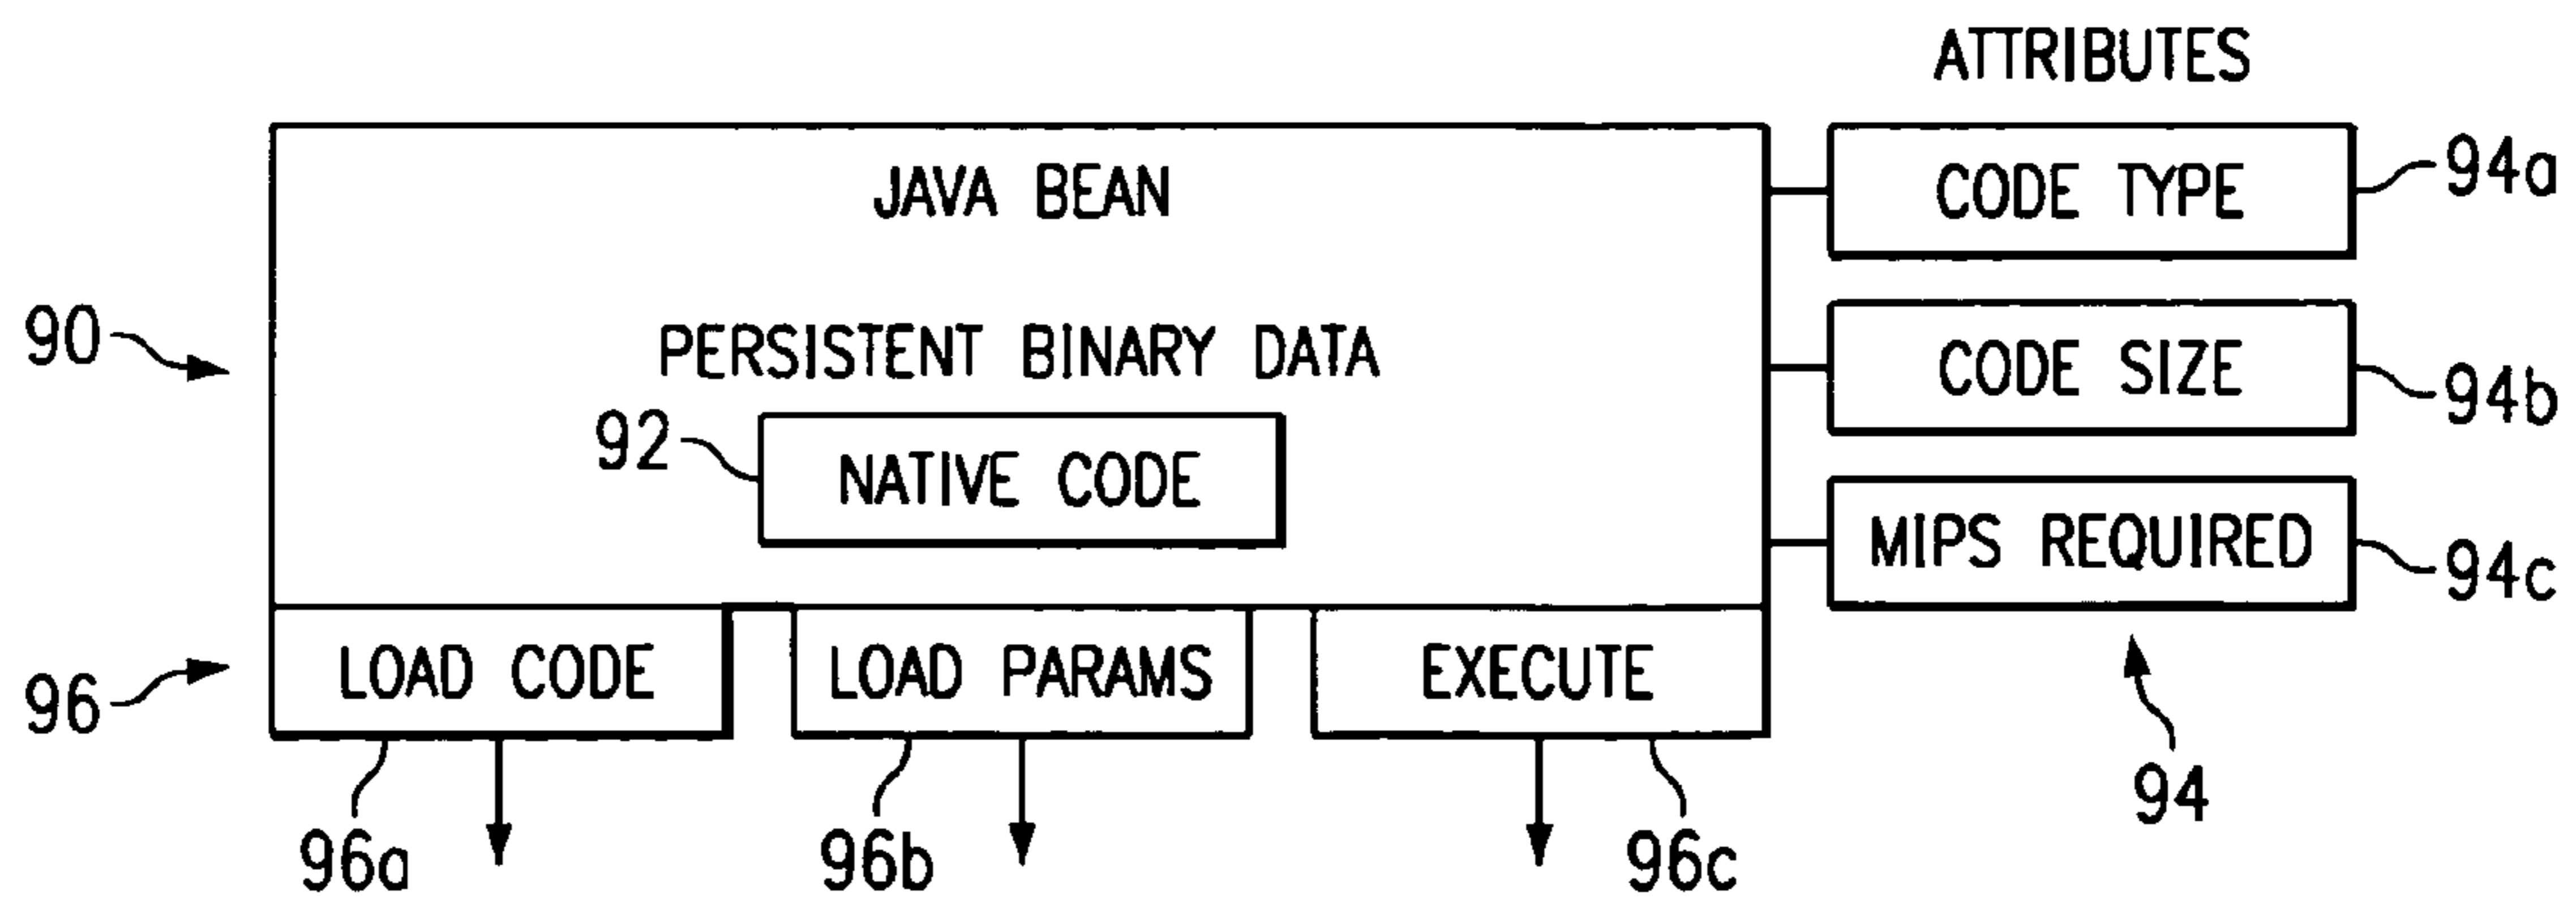 ATTRIBUTES
JAVA BEAN
CODE TYPE
94a
90
PERSISTENT BINARY DATA
CODE SIZE
94b
92
NATIVE CODE
MIPS REQUIRED
94c
96
LOAD CODE
LOAD PARAMS
EXECUTE
94
96a
96b
96c